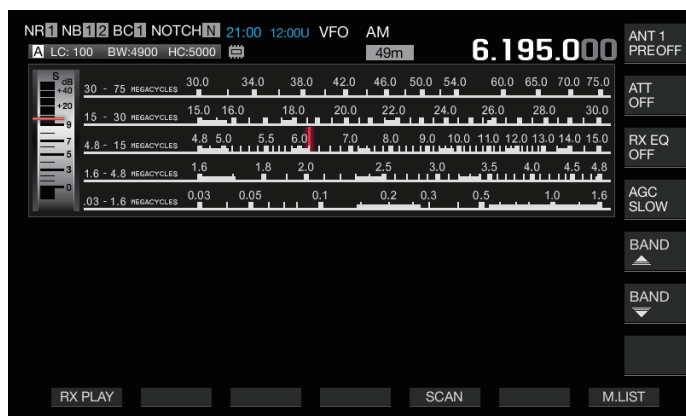 NR 1 NB 1 2 BC 1 NOTCH N 21:00 12:00U VFO AM
A LC: 100 BW:4900 HC:5000 49m 6.195.000
ANT 1
PREOFF
ATT
OFF
RX EQ
OFF
AGC
SLOW
BAND
BAND
S dB
+40
+20
9
7
5
3
0
30 - 75 MEGACYCLES 30.0 34.0 38.0 42.0 46.0 50.0 54.0 60.0 65.0 70.0 75.0
15 - 30 MEGACYCLES 15.0 16.0 18.0 20.0 22.0 24.0 26.0 28.0 30.0
4.8 - 15 MEGACYCLES 4.8 5.0 5.5 6.0 7.0 8.0 9.0 10.0 11.0 12.0 13.0 14.0 15.0
1.6 - 4.8 MEGACYCLES 1.6 1.8 2.0 2.5 3.0 3.5 4.0 4.5 4.8
.03 - 1.6 MEGACYCLES 0.03 0.05 0.1 0.2 0.3 0.5 1.0 1.6
RX PLAY SCAN M.LIST